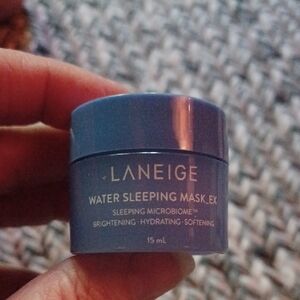 LANEIGE
WATER SLEEPING MASK_EX
SLEEPING MICROBIOME™
BRIGHTENING · HYDRATING · SOFTENING
15 mL